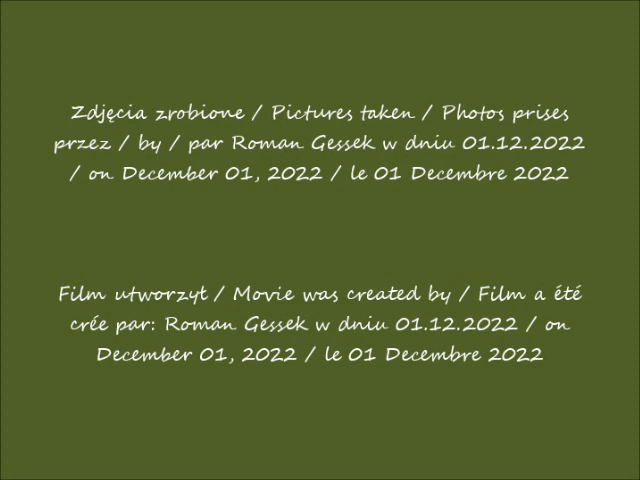 Zdjęcia zrobione / Pictures taken / Photos prises
przez / by / par Roman Gessek w dniu 01.12.2022
/ on December 01, 2022 / le 01 Decembre 2022
Film utworzył / Movie was created by / Film a été
crée par: Roman Gessek w dniu 01.12.2022 / on
December 01, 2022 / le 01 Decembre 2022